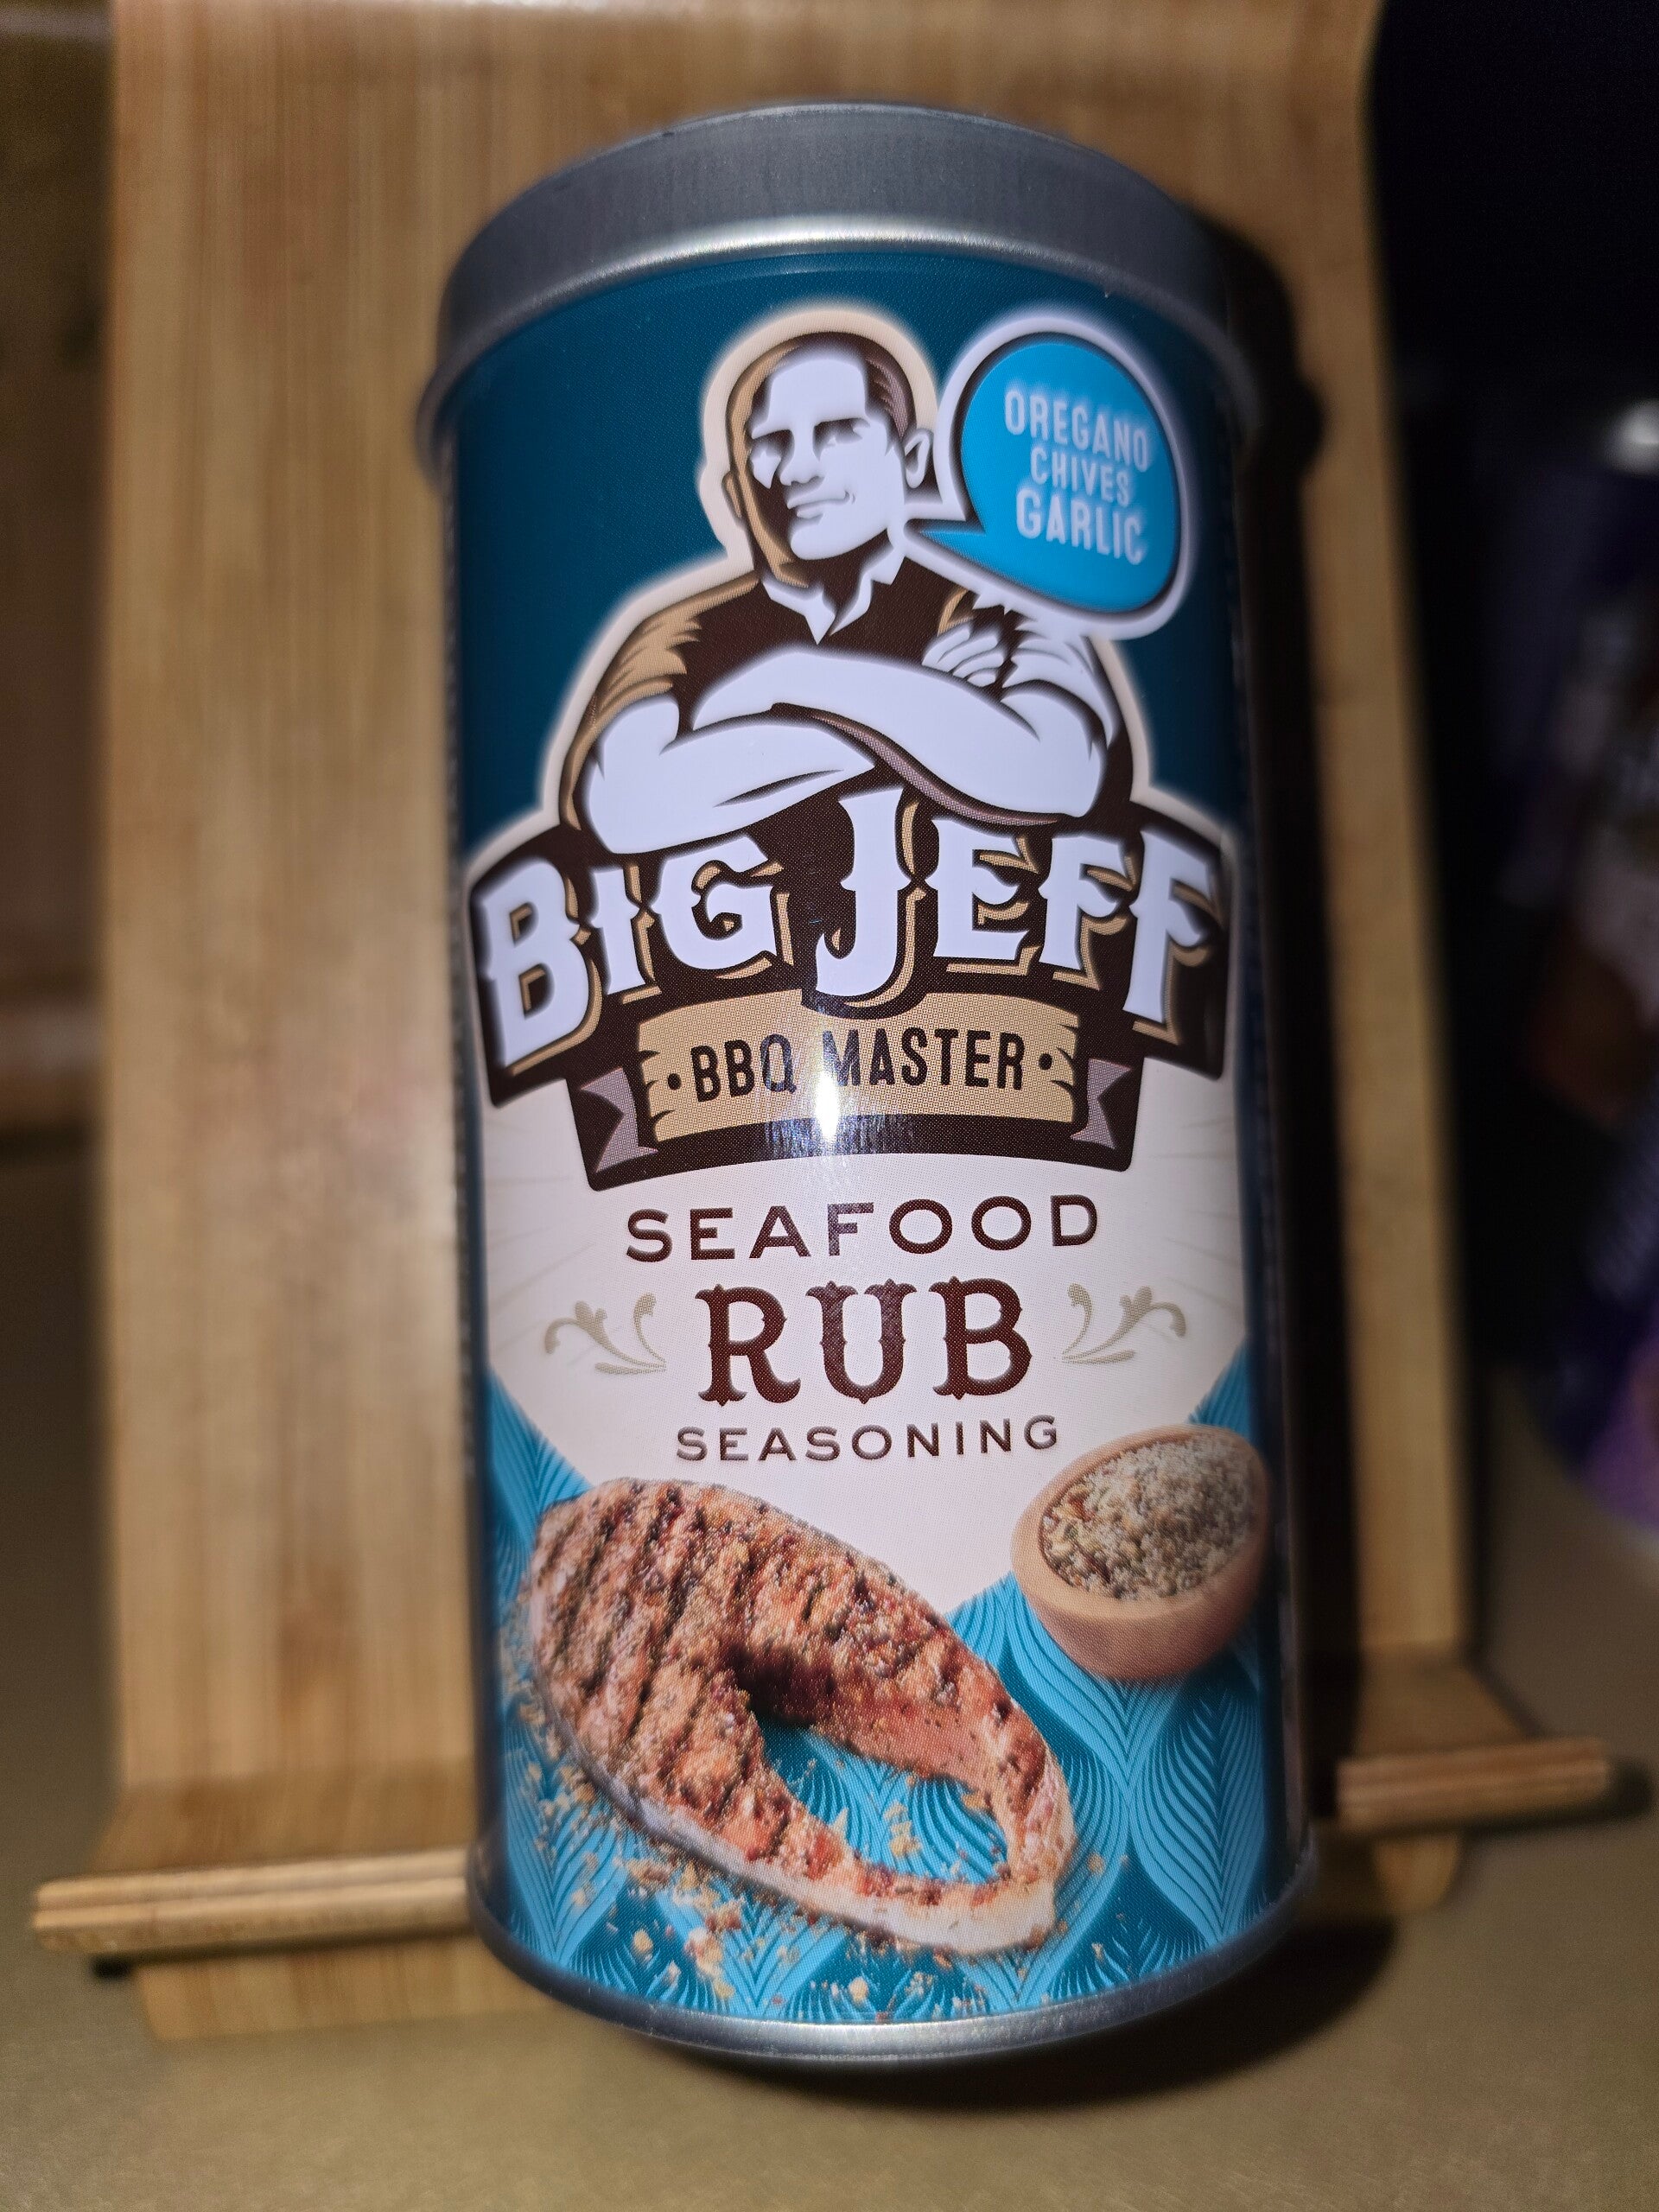 OREGANO
CHIVES
GARLIC
BIG JEFF
• BBQ MASTER •
SEAFOOD
RUB
SEASONING